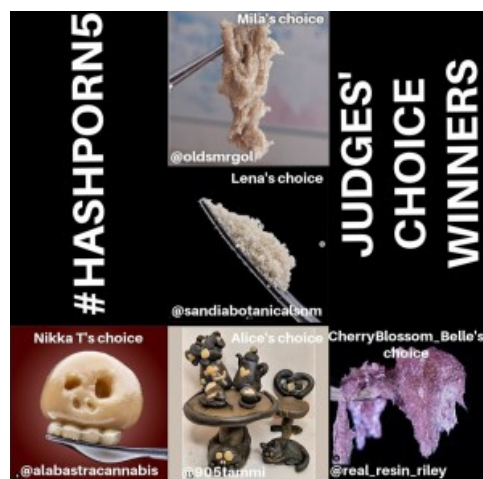 #HASHPORN5
Mila's choice
@oldsmrgol
JUDGES'
CHOICE
WINNERS
Lena's choice
@sandiabotanicalsnm
Nikka T's choice
@alabastracannabis
Alice's choice
@905tammi
CherryBlossom_Belle's
choice
@real_resin_riley